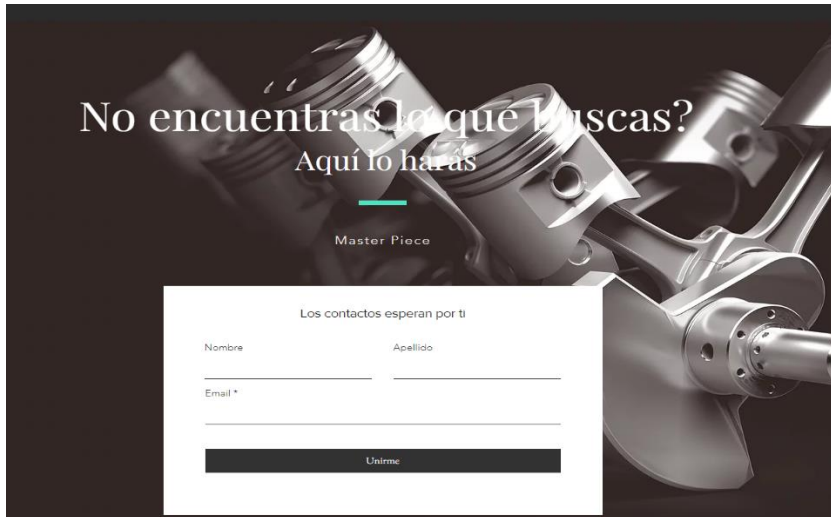 No encuentras lo que buscas?
Aquí lo harás
Master Piece
Los contactos esperan por ti
Nombre Apellido
Email *
Unirme